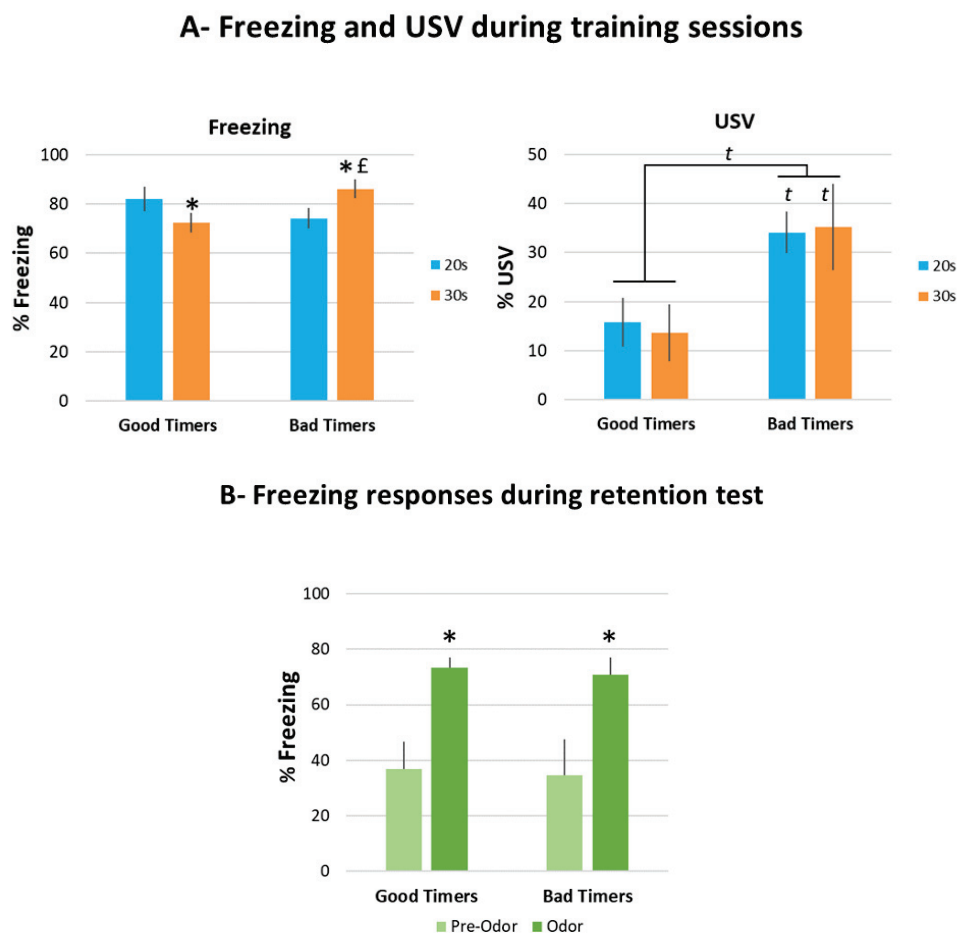 A- Freezing and USV during training sessions
Freezing
* £
*
100
80
60
40
20
0
% Freezing
Good Timers
Bad Timers
20s
30s
USV
t
t t
50
40
30
20
10
0
% USV
Good Timers
Bad Timers
20s
30s
B- Freezing responses during retention test
* *
100
80
60
40
20
0
% Freezing
Good Timers
Bad Timers
Pre-Odor
Odor